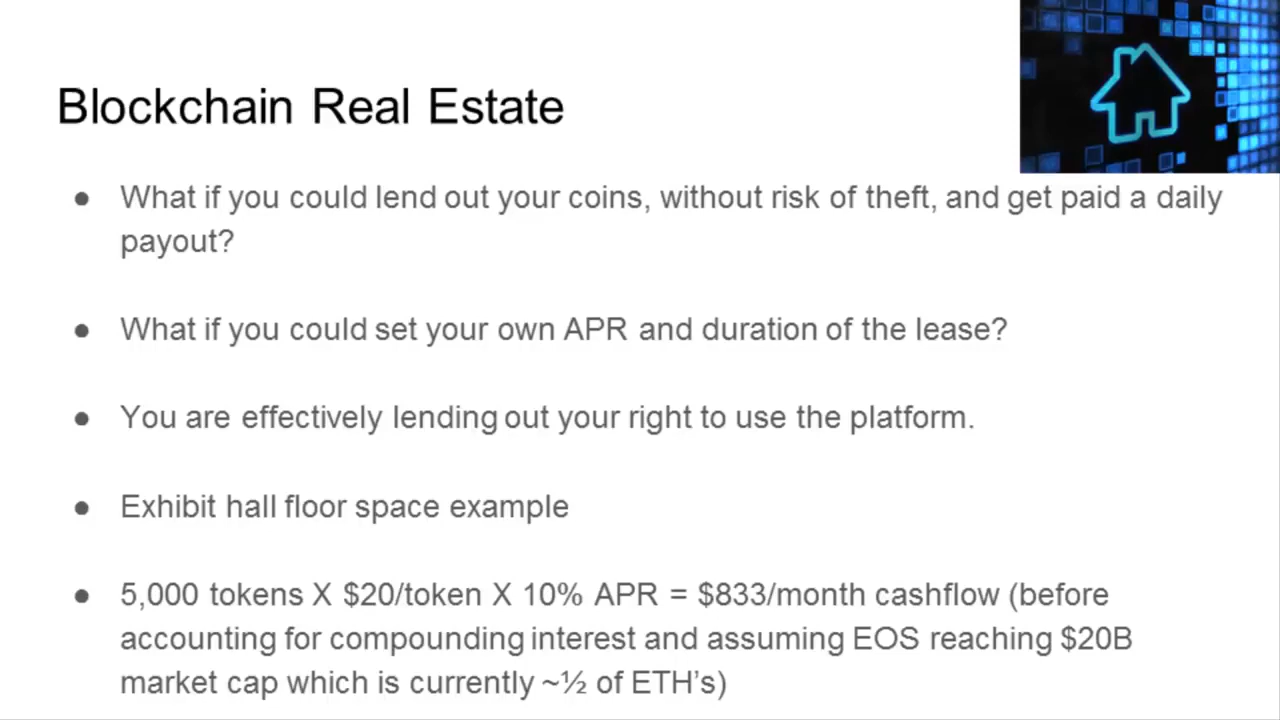 Blockchain Real Estate
● What if you could lend out your coins, without risk of theft, and get paid a daily
payout?
● What if you could set your own APR and duration of the lease?
● You are effectively lending out your right to use the platform.
● Exhibit hall floor space example
● 5,000 tokens X $20/token X 10% APR = $833/month cashflow (before
accounting for compounding interest and assuming EOS reaching $20B
market cap which is currently ~½ of ETH's)